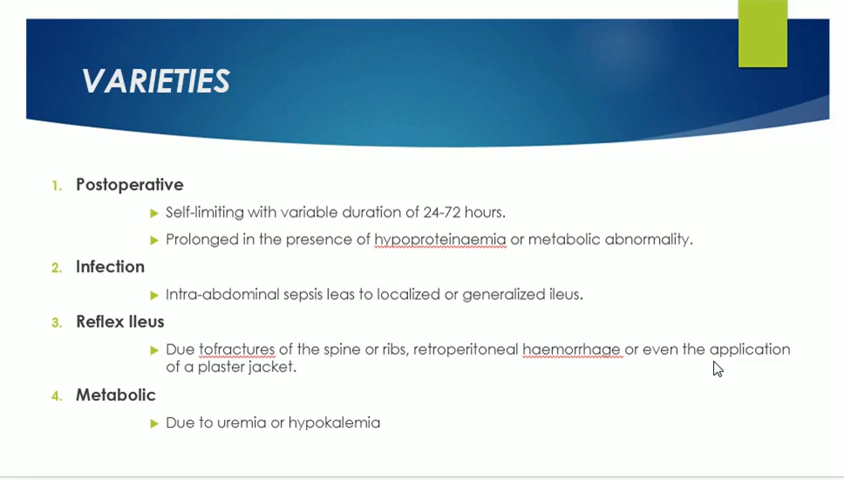 VARIETIES
1. Postoperative
Self-limiting with variable duration of 24-72 hours.
Prolonged in the presence of hypoproteinaemia or metabolic abnormality.
2. Infection
Intra-abdominal sepsis leas to localized or generalized ileus.
3. Reflex Ileus
Due tofractures of the spine or ribs, retroperitoneal haemorrhage or even the application
of a plaster jacket.
4. Metabolic
Due to uremia or hypokalemia